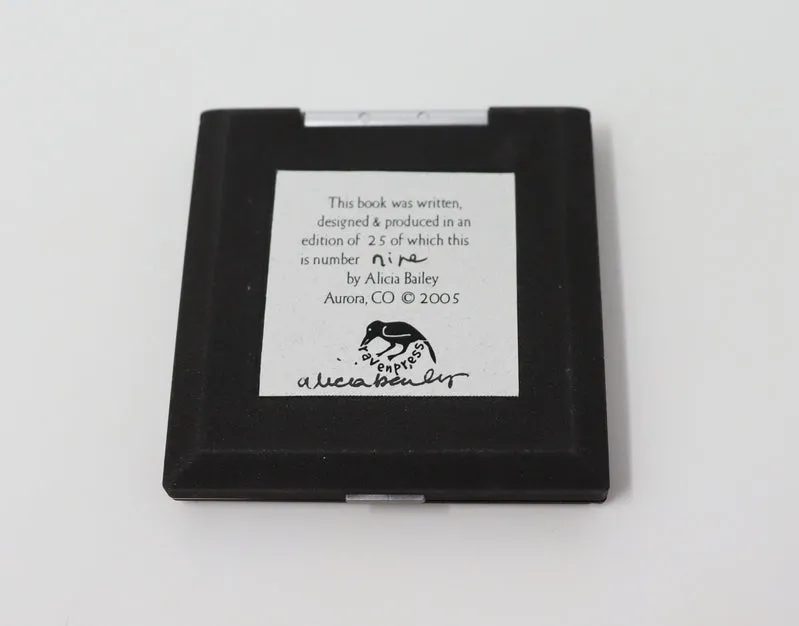 This book was written,
designed & produced in an
edition of 25 of which this
is number nine
by Alicia Bailey
Aurora, CO © 2005
ravenpress
alicia bailey